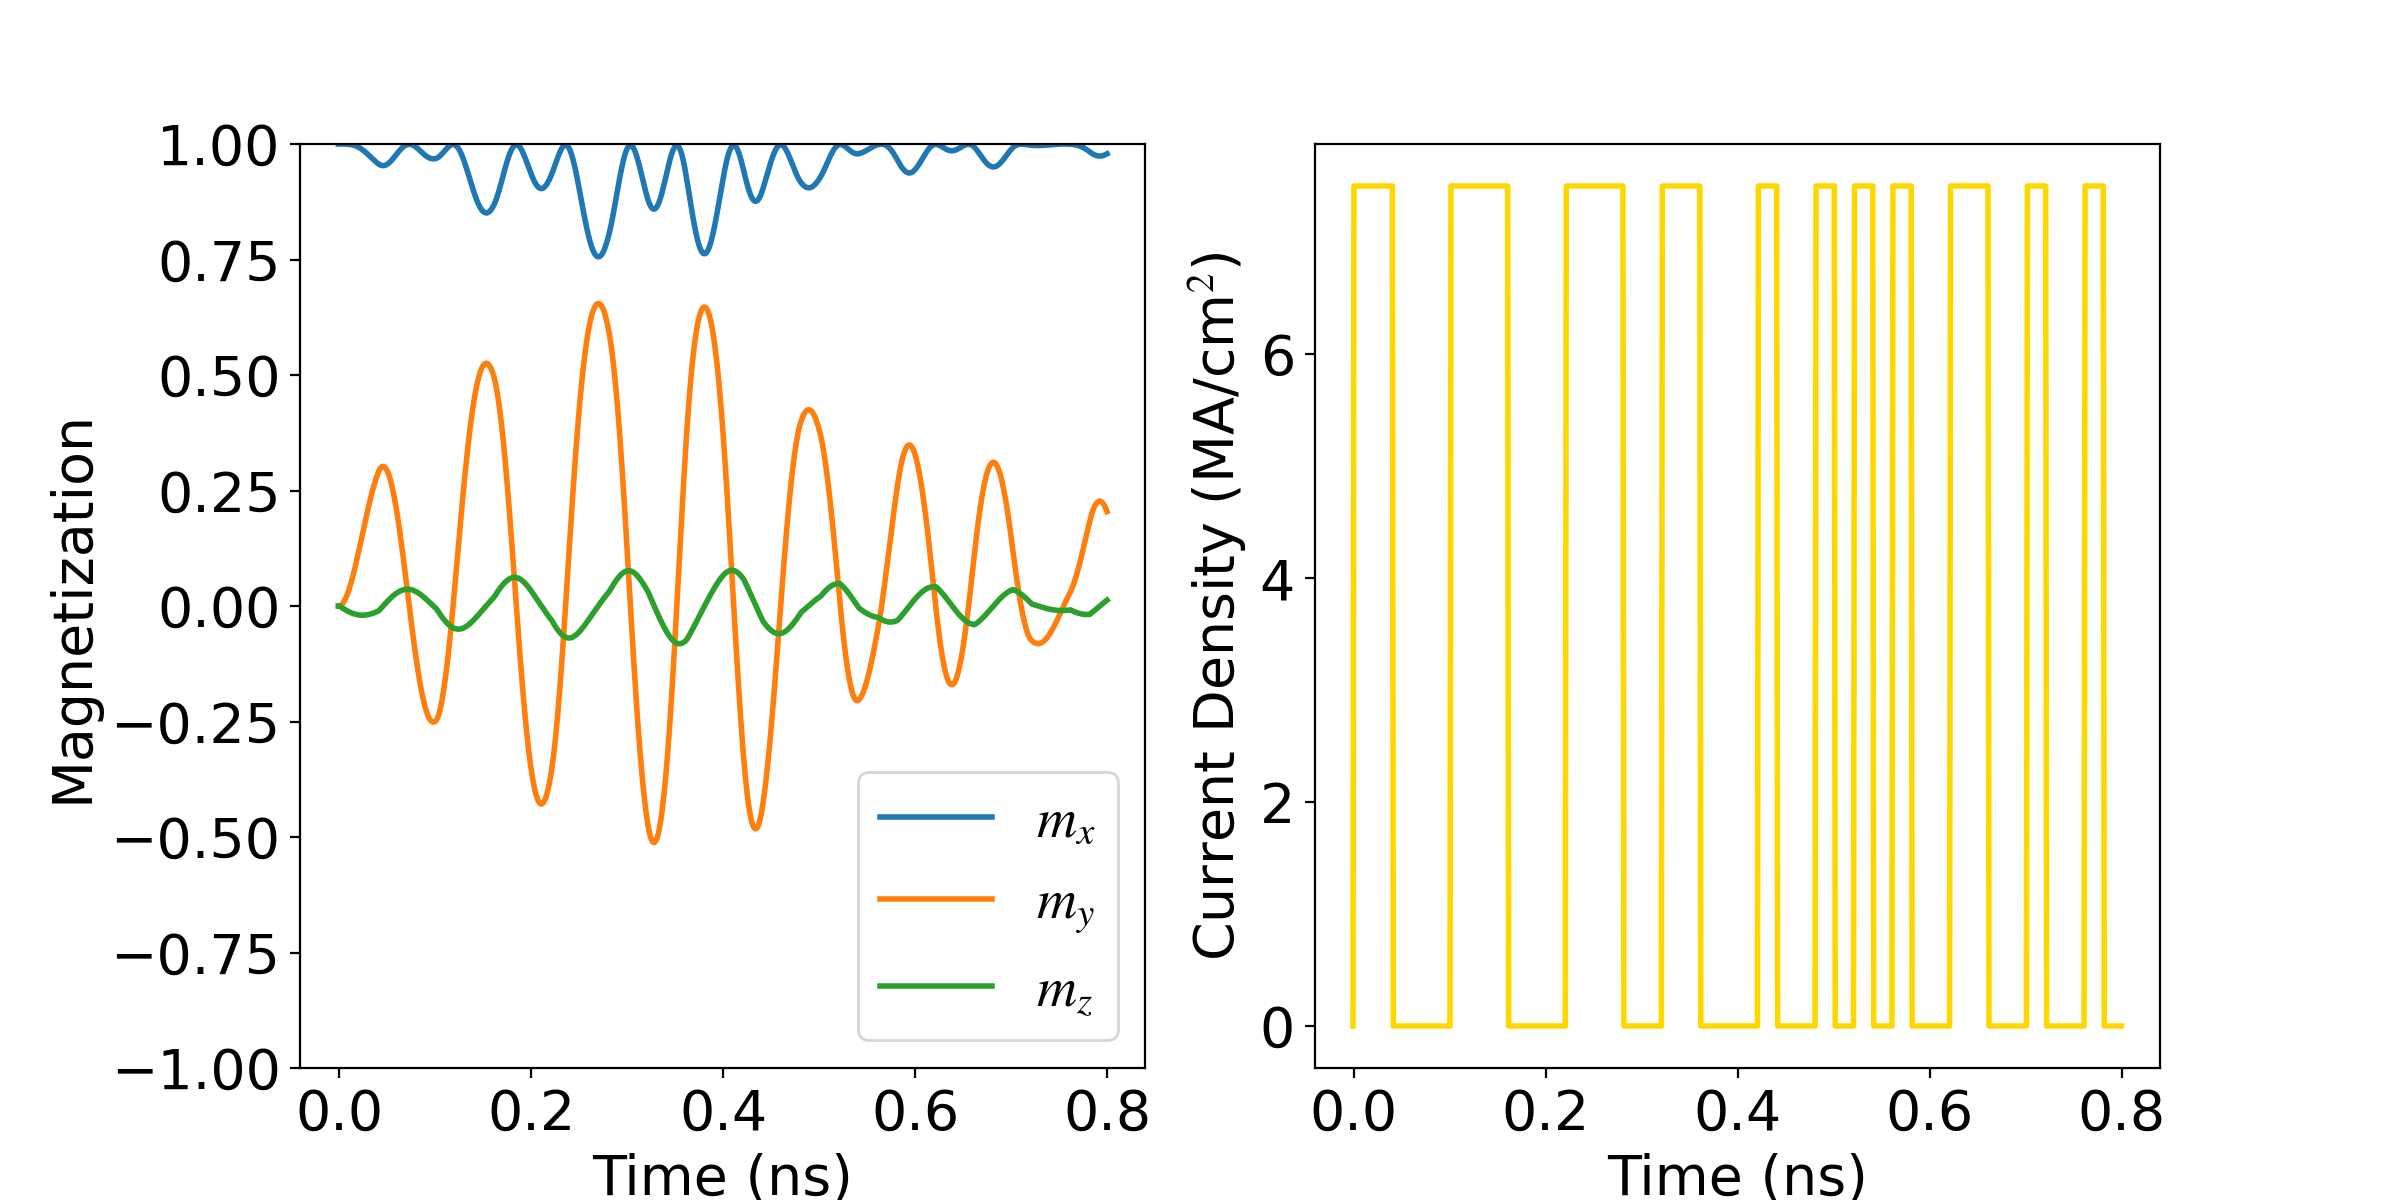 1.00
0.75
0.50
0.25
0.00
−0.25
−0.50
−0.75
−1.00
Magnetization
0.0 0.2 0.4 0.6 0.8
Time (ns)
m_x
m_y
m_z
6
4
2
0
Current Density (MA/cm²)
0.0 0.2 0.4 0.6 0.8
Time (ns)